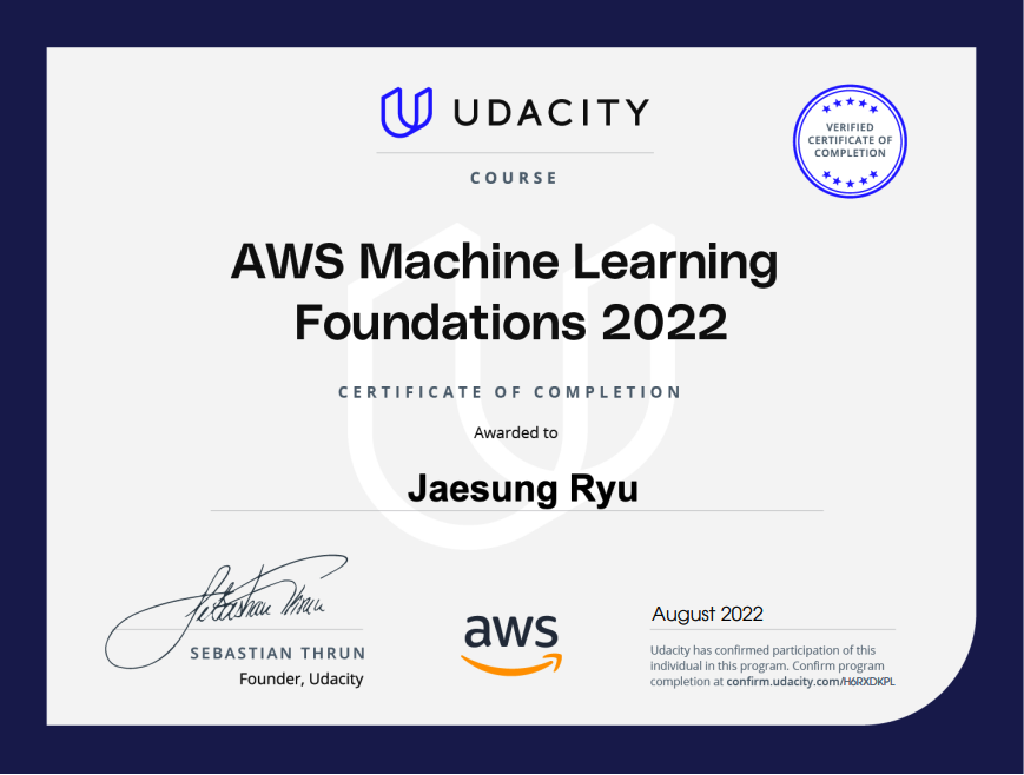 UDACITY
VERIFIED
CERTIFICATE OF
COMPLETION
COURSE
AWS Machine Learning
Foundations 2022
CERTIFICATE OF COMPLETION
Awarded to
Jaesung Ryu
Sebastian Thrun
SEBASTIAN THRUN
Founder, Udacity
aws
August 2022
Udacity has confirmed participation of this
individual in this program. Confirm program
completion at confirm.udacity.com/H6RXDKPL